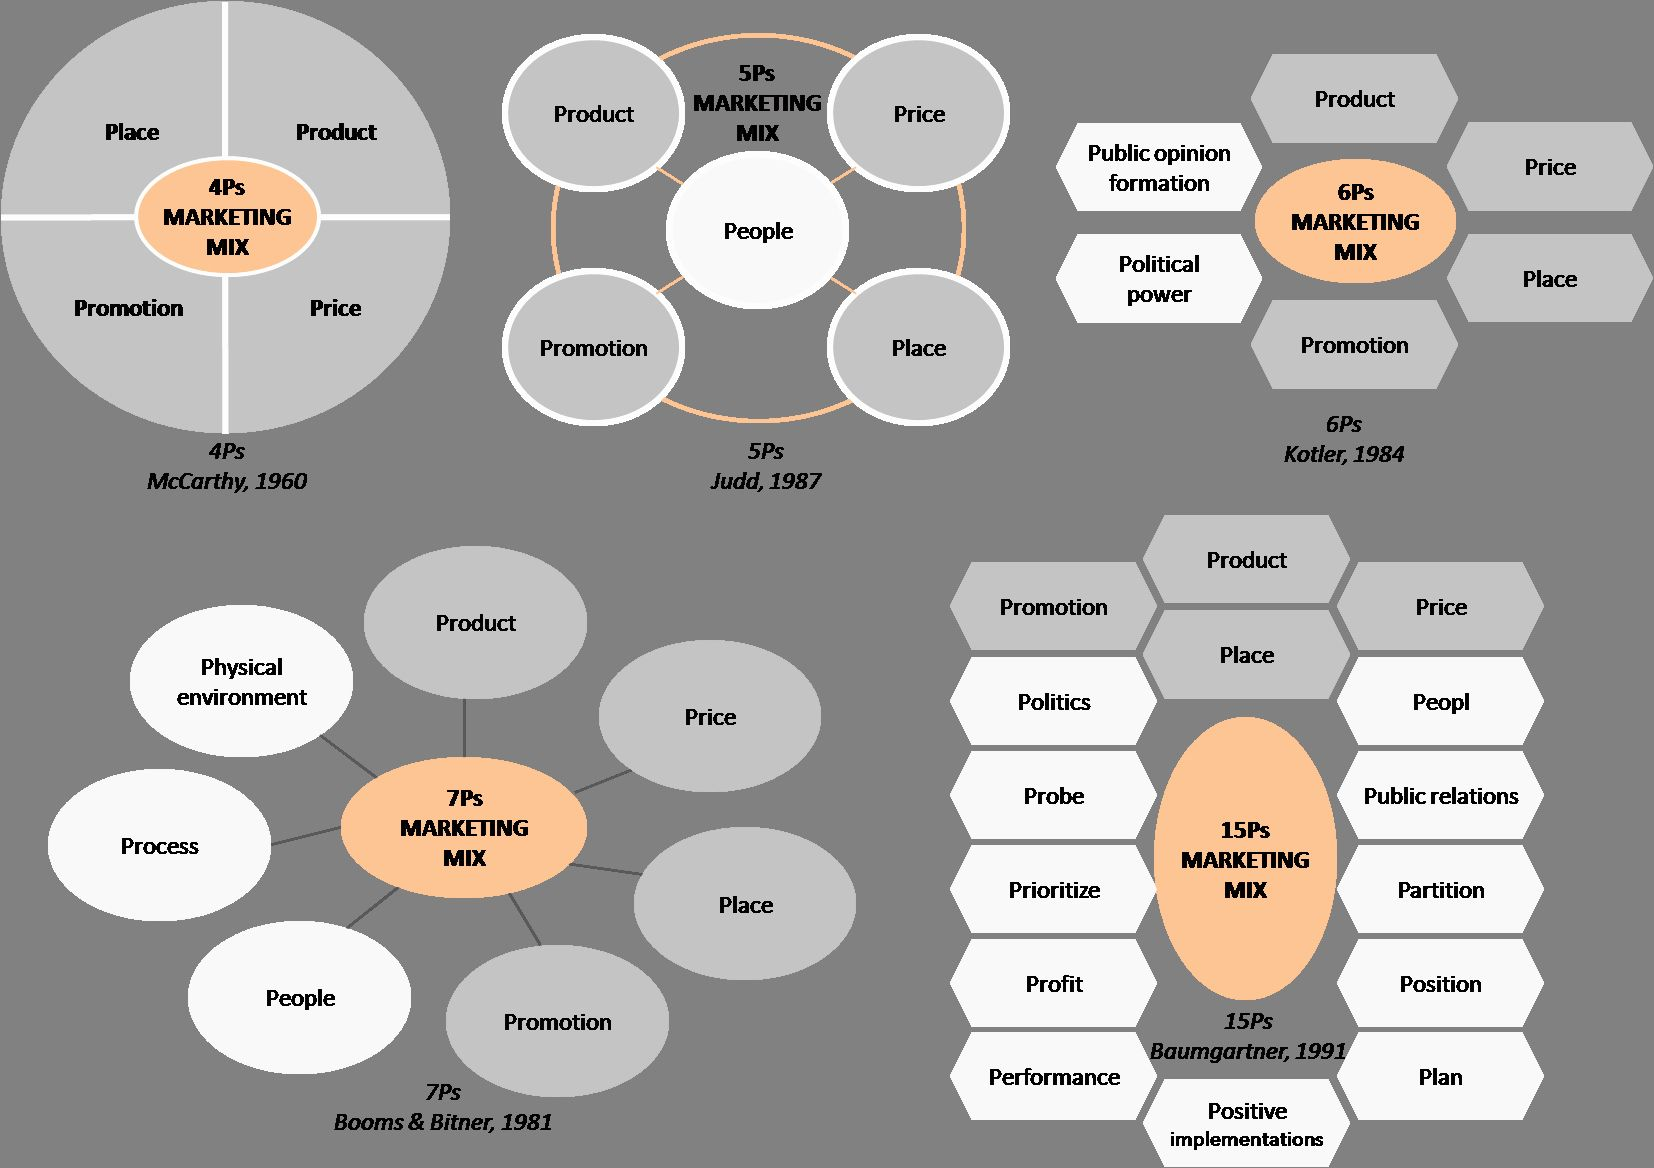 Place
Product
4Ps
MARKETING
MIX
Promotion
Price
4Ps
McCarthy, 1960
5Ps
MARKETING
MIX
Product
Price
People
Promotion
Place
5Ps
Judd, 1987
Product
Public opinion
formation
Price
6Ps
MARKETING
MIX
Political
power
Place
Promotion
6Ps
Kotler, 1984
Product
Physical
environment
Price
7Ps
MARKETING
MIX
Process
Place
People
Promotion
7Ps
Booms & Bitner, 1981
Product
Promotion
Price
Place
Politics
Peopl
Probe
Public relations
15Ps
MARKETING
MIX
Prioritize
Partition
Profit
Position
15Ps
Baumgartner, 1991
Performance
Plan
Positive
implementations